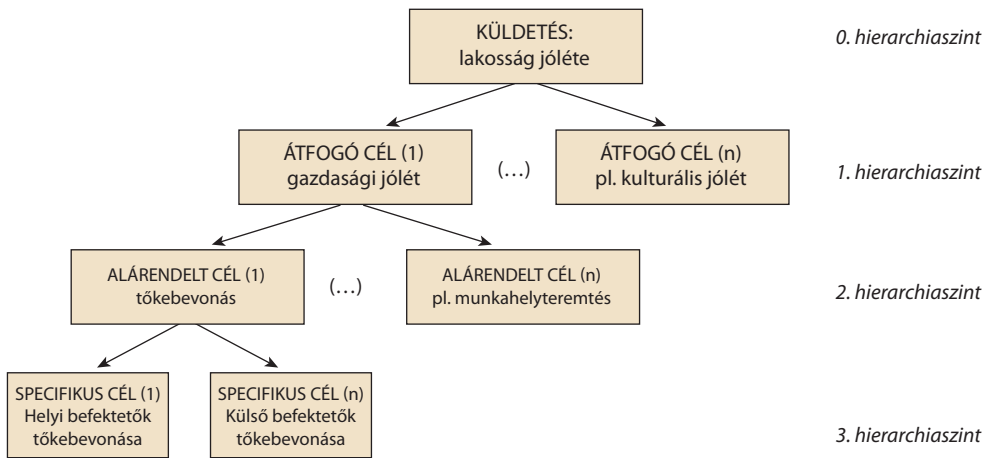 KÜLDETÉS:
lakosság jóléte
0. hierarchiaszint
ÁTFOGÓ CÉL (1)
gazdasági jólét
(…)
ÁTFOGÓ CÉL (n)
pl. kulturális jólét
1. hierarchiaszint
ALÁRENDELT CÉL (1)
tőkebevonás
(…)
ALÁRENDELT CÉL (n)
pl. munkahelyteremtés
2. hierarchiaszint
SPECIFIKUS CÉL (1)
Helyi befektetők
tőkebevonása
SPECIFIKUS CÉL (n)
Külső befektetők
tőkebevonása
3. hierarchiaszint